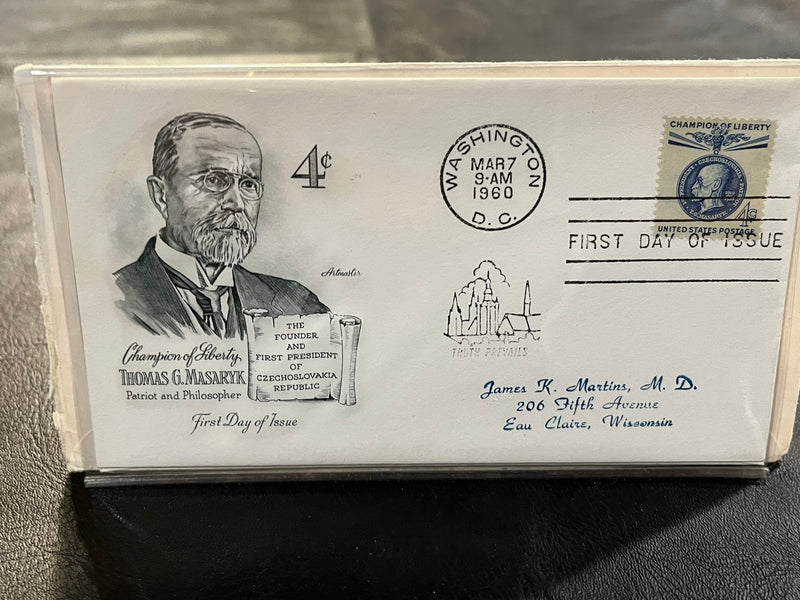 4¢
Artmaster
THE
FOUNDER
AND
FIRST PRESIDENT
OF
CZECHOSLOVAKIA
REPUBLIC
Champion of Liberty
THOMAS G. MASARYK
Patriot and Philosopher
First Day of Issue
WASHINGTON
MAR 7
9-AM
1960
D. C.
CHAMPION OF LIBERTY
4¢
UNITED STATES POSTAGE
FIRST DAY OF ISSUE
TRUTH PREVAILS
James K. Martins, M. D.
206 Fifth Avenue
Eau Claire, Wisconsin